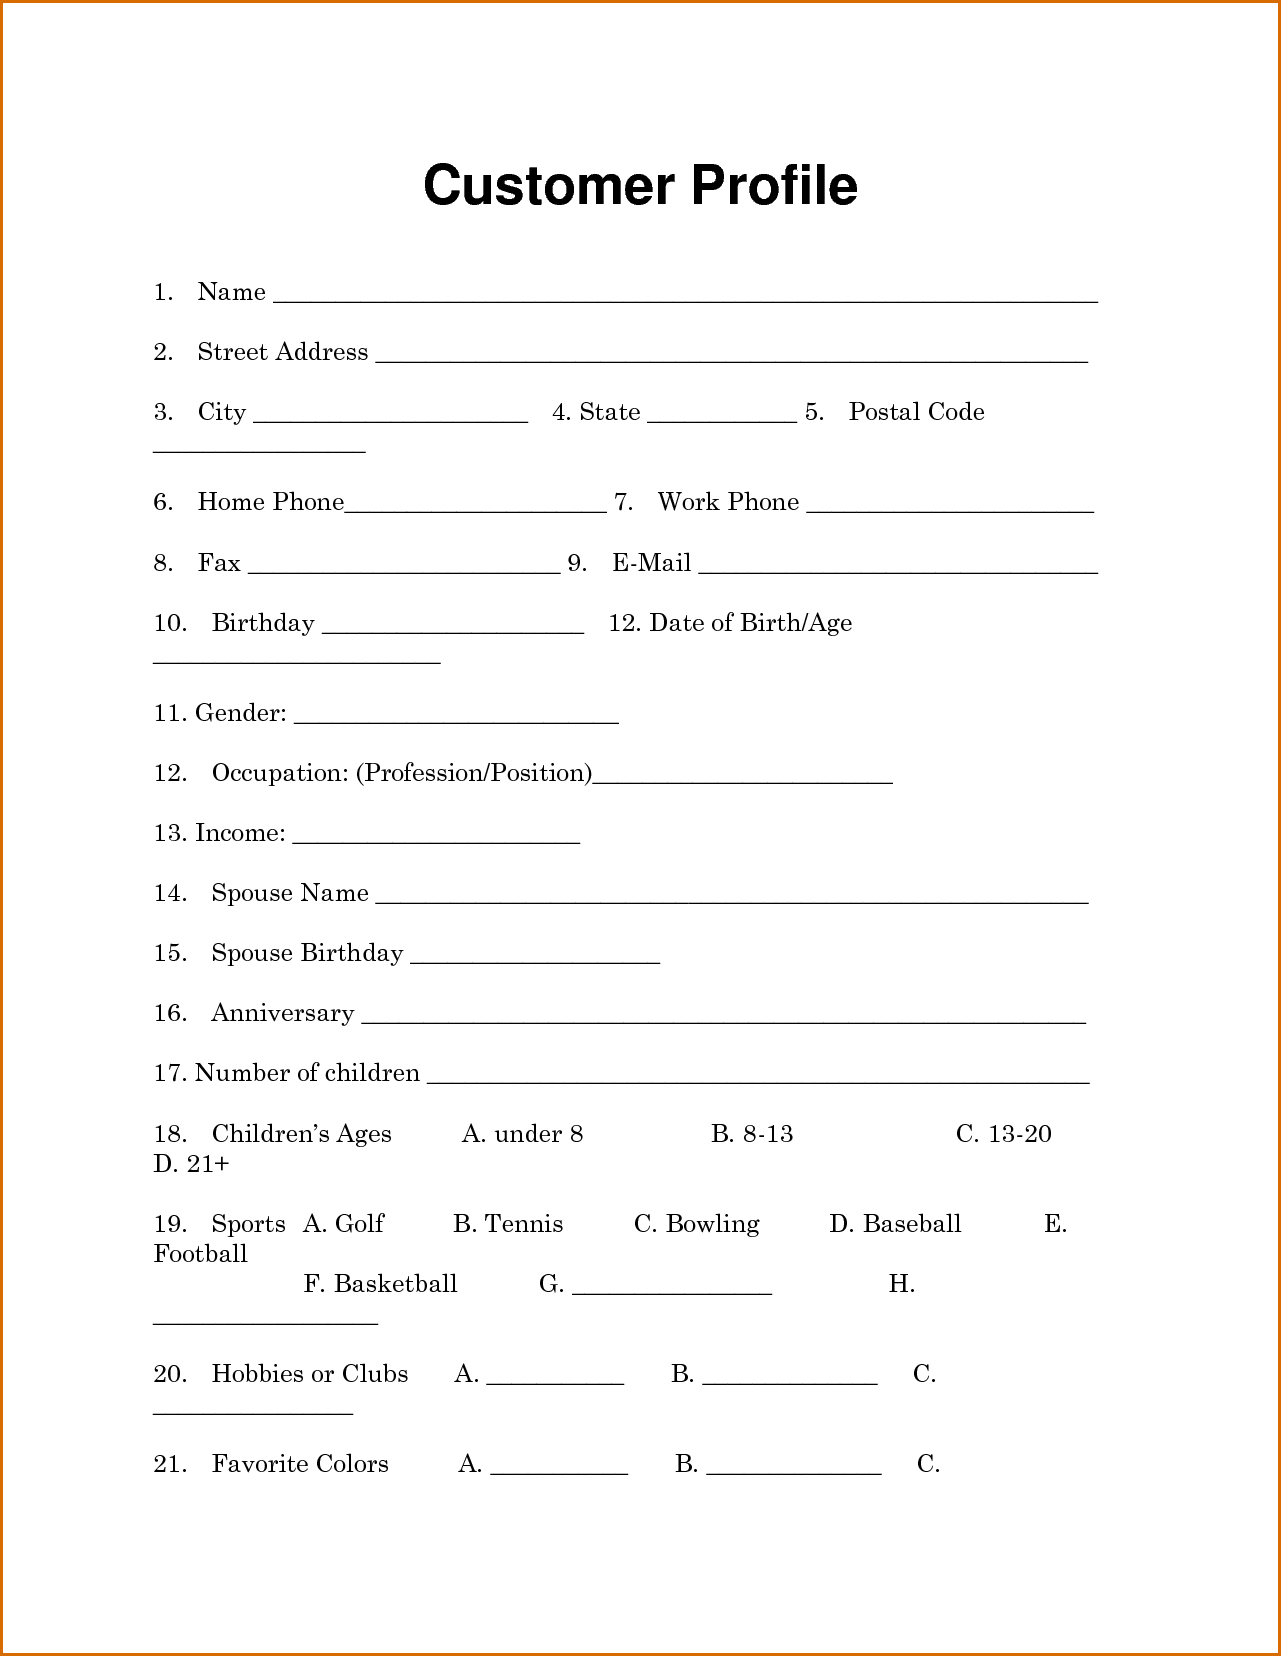 Customer Profile
1. Name ______________________________________________________________________
2. Street Address _________________________________________________________
3. City ______________________ 4. State ____________ 5. Postal Code
_________________
6. Home Phone_____________________ 7. Work Phone _______________________
8. Fax _________________________ 9. E-Mail ________________________________
10. Birthday _____________________ 12. Date of Birth/Age
_______________________
11. Gender: __________________________
12. Occupation: (Profession/Position)________________________
13. Income: _______________________
14. Spouse Name _________________________________________________________
15. Spouse Birthday ____________________
16. Anniversary __________________________________________________________
17. Number of children _____________________________________________________
18. Children’s Ages A. under 8 B. 8-13 C. 13-20
D. 21+
19. Sports A. Golf B. Tennis C. Bowling D. Baseball E.
Football
F. Basketball G. ________________ H.
__________________
20. Hobbies or Clubs A. ___________ B. ______________ C.
________________
21. Favorite Colors A. ___________ B. ______________ C.